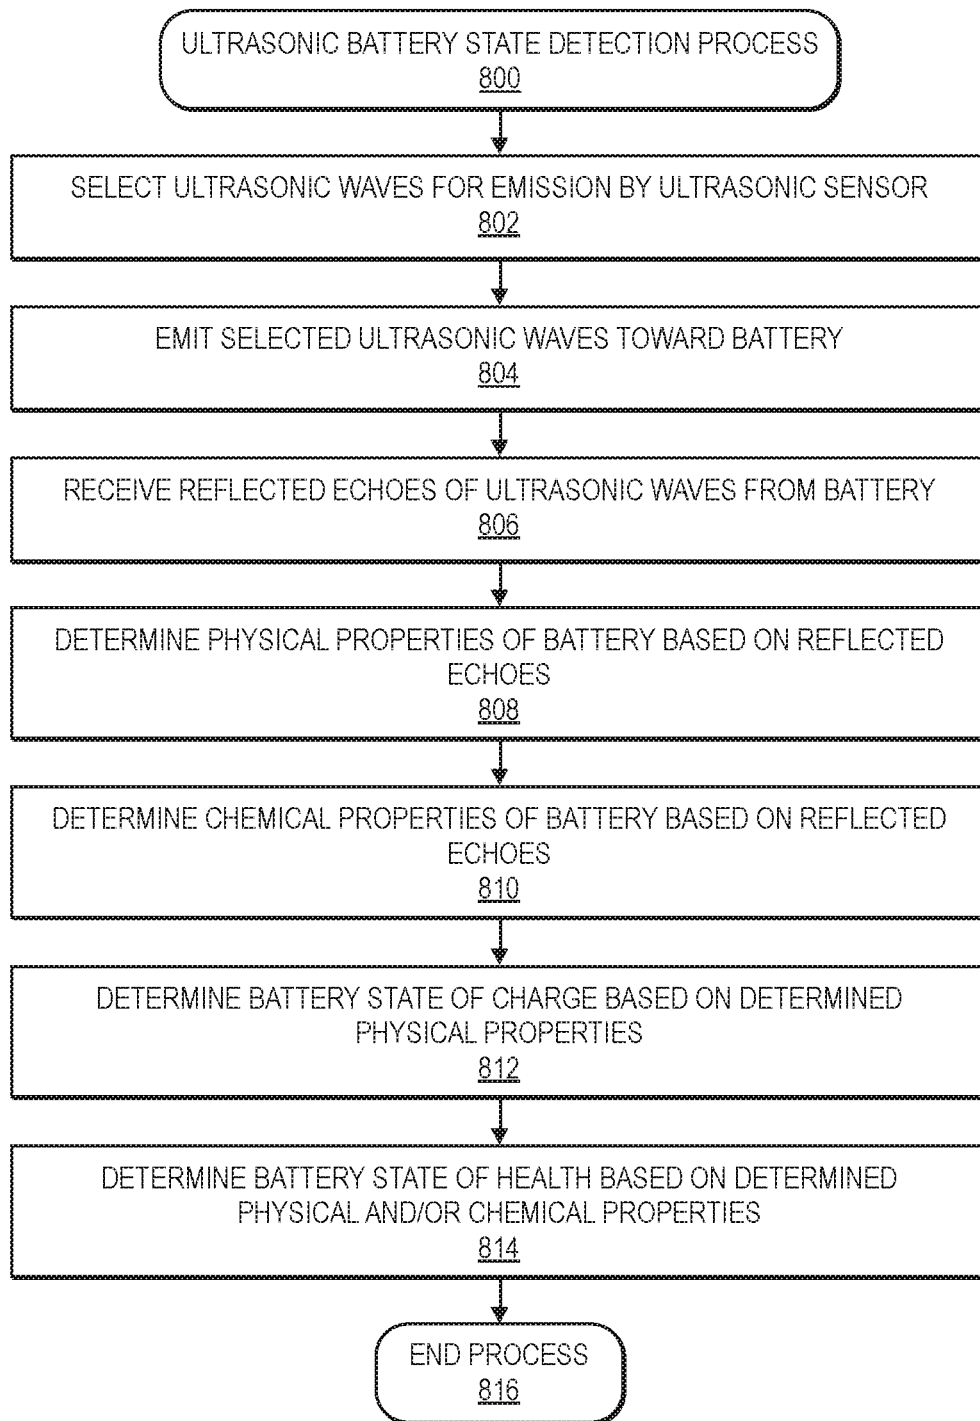 ULTRASONIC BATTERY STATE DETECTION PROCESS
800
SELECT ULTRASONIC WAVES FOR EMISSION BY ULTRASONIC SENSOR
802
EMIT SELECTED ULTRASONIC WAVES TOWARD BATTERY
804
RECEIVE REFLECTED ECHOES OF ULTRASONIC WAVES FROM BATTERY
806
DETERMINE PHYSICAL PROPERTIES OF BATTERY BASED ON REFLECTED
ECHOES
808
DETERMINE CHEMICAL PROPERTIES OF BATTERY BASED ON REFLECTED
ECHOES
810
DETERMINE BATTERY STATE OF CHARGE BASED ON DETERMINED
PHYSICAL PROPERTIES
812
DETERMINE BATTERY STATE OF HEALTH BASED ON DETERMINED
PHYSICAL AND/OR CHEMICAL PROPERTIES
814
END PROCESS
816